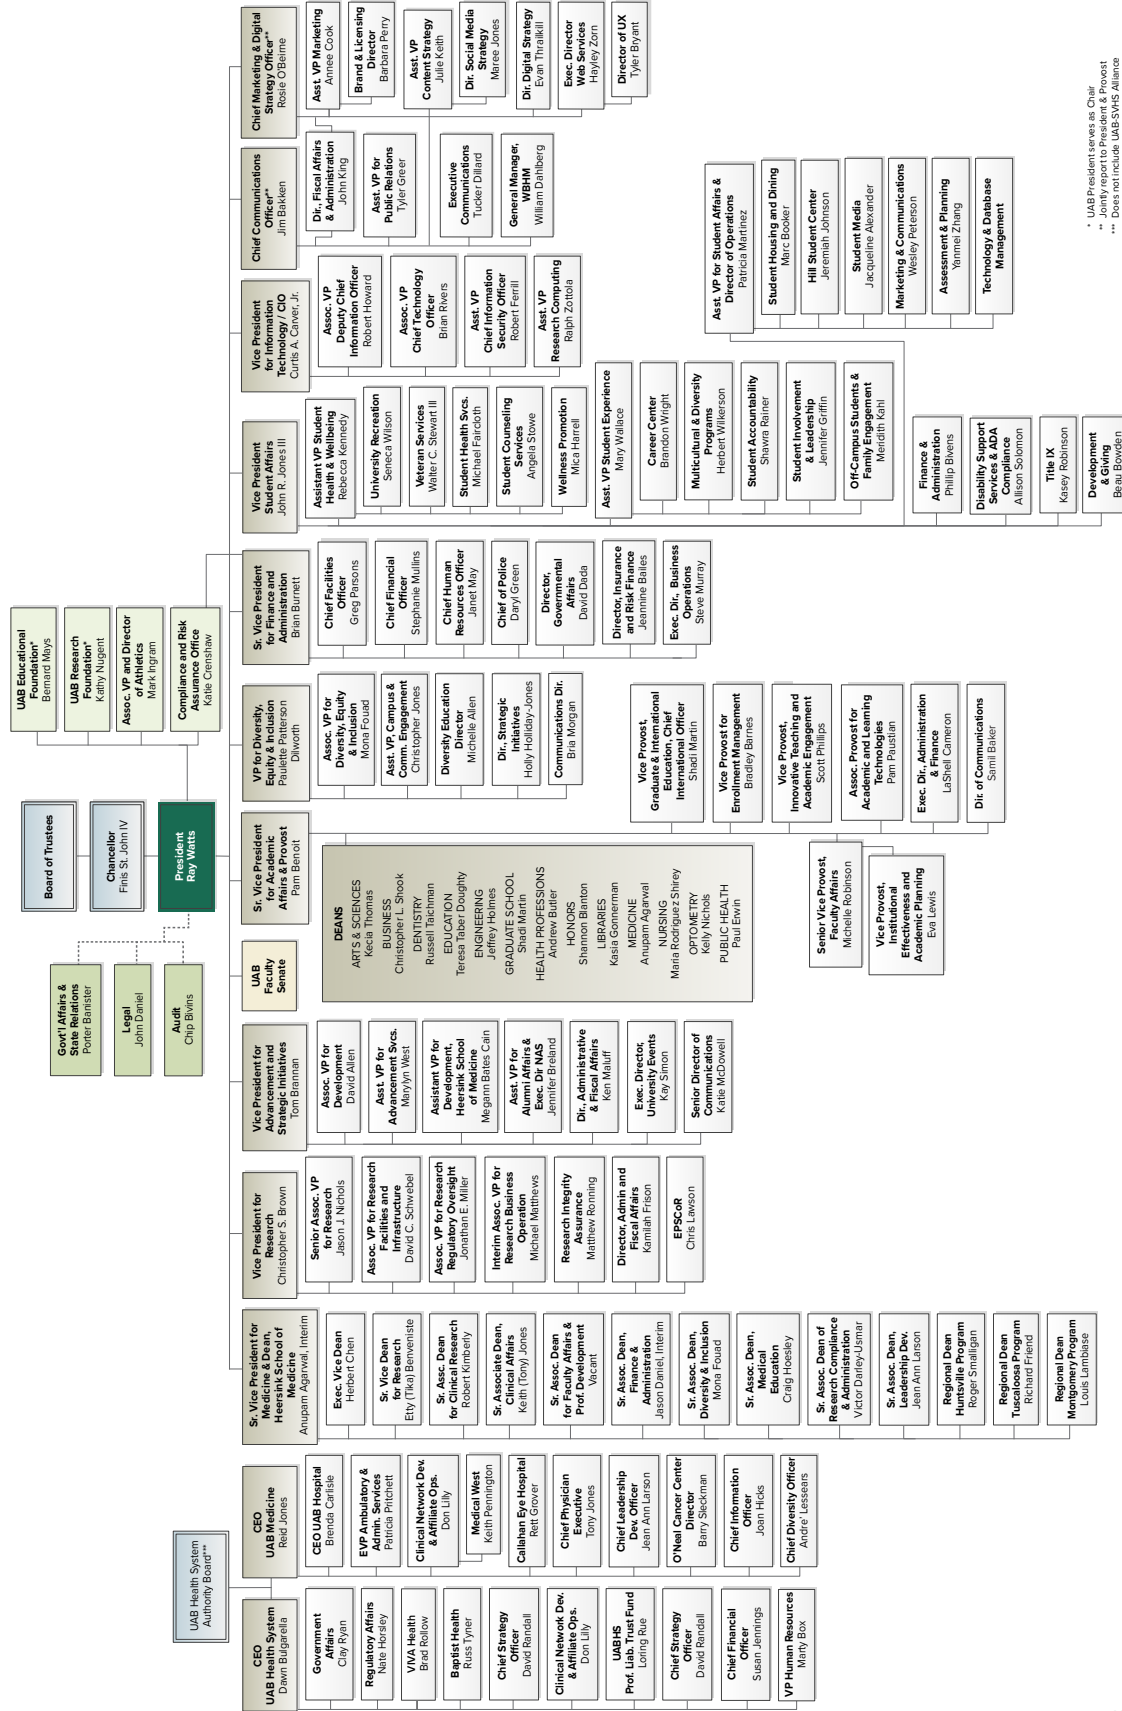 Board of Trustees
Chancellor
Finis St. John IV
President
Ray Watts
Govt'l Affairs &
State Relations
Porter Banister
Legal
John Daniel
Audit
Chip Bivins
UAB Educational
Foundation*
Bernard Mays
UAB Research
Foundation*
Kathy Nugent
Assoc. VP and Director
of Athletics
Mark Ingram
Compliance and Risk
Assurance Office
Katie Crenshaw
UAB Health System
Authority Board***
CEO
UAB Health System
Dawn Bulgarella
Government
Affairs
Clay Ryan
Regulatory Affairs
Nate Horsley
VIVA Health
Brad Rollow
Baptist Health
Russ Tyner
Chief Strategy
Officer
David Randall
Clinical Network Dev.
& Affiliate Ops.
Don Lilly
UABHS
Prof. Liab. Trust Fund
Loring Rue
Chief Strategy
Officer
David Randall
Chief Financial
Officer
Susan Jennings
VP Human Resources
Marty Box
CEO
UAB Medicine
Reid Jones
CEO UAB Hospital
Brenda Carlisle
EVP Ambulatory &
Admin. Services
Patricia Pritchett
Clinical Network Dev.
& Affiliate Ops.
Don Lilly
Medical West
Keith Pennington
Callahan Eye Hospital
Rett Grover
Chief Physician
Executive
Tony Jones
Chief Leadership
Dev. Officer
Jean Ann Larson
O'Neal Cancer Center
Director
Barry Sleckman
Chief Information
Officer
Joan Hicks
Chief Diversity Officer
Andre' Lessears
Sr. Vice President for
Medicine & Dean,
Heersink School of
Medicine
Anupam Agarwal, Interim
Exec. Vice Dean
Herbert Chen
Sr. Vice Dean
for Research
Etty (Tika) Benveniste
Sr. Assc. Dean
for Clinical Research
Robert Kimberly
Sr. Associate Dean,
Clinical Affairs
Keith (Tony) Jones
Sr. Assoc. Dean
for Faculty Affairs &
Prof. Development
Vacant
Sr. Assoc. Dean,
Finance &
Administration
Jason Daniel, Interim
Sr. Assoc. Dean,
Diversity & Inclusion
Mona Fouad
Sr. Assoc. Dean,
Medical
Education
Craig Hoesley
Sr. Assoc. Dean of
Research Compliance
& Administration
Victor Darley-Usmar
Sr. Assoc. Dean,
Leadership Dev.
Jean Ann Larson
Regional Dean
Huntsville Program
Roger Smalligan
Regional Dean
Tuscaloosa Program
Richard Friend
Regional Dean
Montgomery Program
Louis Lambiase
Vice President for
Research
Christopher S. Brown
Senior Assoc. VP
for Research
Jason J. Nichols
Assoc. VP for Research
Facilities and
Infrastructure
David C. Schwebel
Assoc. VP for Research
Regulatory Oversight
Jonathan E. Miller
Interim Assoc. VP for
Research Business
Operation
Michael Matthews
Research Integrity
Assurance
Matthew Ronning
Director, Admin and
Fiscal Affairs
Kamilah Frison
EPSCoR
Chris Lawson
Vice President for
Advancement and
Strategic Initiatives
Tom Brannan
Assoc. VP for
Development
David Allen
Asst. VP for
Advancement Svcs.
Marylyn West
Assistant VP for
Development,
Heersink School
of Medicine
Megann Bates Cain
Asst. VP for
Alumni Affairs &
Exec. Dir NAS
Jennifer Breland
Dir., Administrative
& Fiscal Affairs
Ken Maluff
Exec. Director,
University Events
Kay Simon
Senior Director of
Communications
Katie McDowell
UAB
Faculty
Senate
Sr. Vice President
for Academic
Affairs & Provost
Pam Benoit
DEANS
ARTS & SCIENCES
Kecia Thomas
BUSINESS
Christopher L. Shook
DENTISTRY
Russell Taichman
EDUCATION
Teresa Taber Doughty
ENGINEERING
Jeffrey Holmes
GRADUATE SCHOOL
Shadi Martin
HEALTH PROFESSIONS
Andrew Butler
HONORS
Shannon Blanton
LIBRARIES
Kasia Gonnerman
MEDICINE
Anupam Agarwal
NURSING
Maria Rodriguez Shirey
OPTOMETRY
Kelly Nichols
PUBLIC HEALTH
Paul Erwin
Senior Vice Provost,
Faculty Affairs
Michelle Robinson
Vice Provost,
Institutional
Effectiveness and
Academic Planning
Eva Lewis
Vice Provost,
Graduate & International
Education, Chief
International Officer
Shadi Martin
Vice Provost for
Enrollment Management
Bradley Barnes
Vice Provost,
Innovative Teaching and
Academic Engagement
Scott Phillips
Assoc. Provost for
Academic and Learning
Technologies
Pam Paustian
Exec. Dir., Administration
& Finance
LaShell Cameron
Dir. of Communications
Samil Baker
VP for Diversity,
Equity & Inclusion
Paulette Patterson
Dilworth
Assoc. VP for
Diversity, Equity
& Inclusion
Mona Fouad
Asst. VP, Campus &
Comm. Engagement
Christopher Jones
Diversity Education
Director
Michelle Allen
Dir., Strategic
Initiatives
Holly Holliday-Jones
Communications Dir.
Bria Morgan
Sr. Vice President
for Finance and
Administration
Brian Burnett
Chief Facilities
Officer
Greg Parsons
Chief Financial
Officer
Stephanie Mullins
Chief Human
Resources Officer
Janet May
Chief of Police
Daryl Green
Director,
Governmental
Affairs
David Dada
Director, Insurance
and Risk Finance
Jeannine Bailes
Exec. Dir., Business
Operations
Steve Murray
Vice President
Student Affairs
John R. Jones III
Assistant VP Student
Health & Wellbeing
Rebecca Kennedy
University Recreation
Seneca Wilson
Veteran Services
Walter C. Stewart III
Student Health Svcs.
Michael Faircloth
Student Counseling
Services
Angela Stowe
Wellness Promotion
Mica Harrell
Asst. VP Student Experience
Mary Wallace
Career Center
Brandon Wright
Multicultural & Diversity
Programs
Herbert Wilkerson
Student Accountability
Shawra Rainer
Student Involvement
& Leadership
Jennifer Griffin
Off-Campus Students &
Family Engagement
Meridith Kahl
Finance &
Administration
Phillip Bivens
Disability Support
Services & ADA
Compliance
Allison Solomon
Title IX
Kasey Robinson
Development
& Giving
Beau Bowden
Asst. VP for Student Affairs &
Director of Operations
Patricia Martinez
Student Housing and Dining
Marc Booker
Hill Student Center
Jeremiah Johnson
Student Media
Jacqueline Alexander
Marketing & Communications
Wesley Peterson
Assessment & Planning
Yanmei Zhang
Technology & Database
Management
Vice President
for Information
Technology / CIO
Curtis A. Carver, Jr.
Assoc. VP
Deputy Chief
Information Officer
Robert Howard
Assoc. VP
Chief Technology
Officer
Brian Rivers
Asst. VP
Chief Information
Security Officer
Robert Ferrill
Asst. VP
Research Computing
Ralph Zottola
Chief Communications
Officer**
Jim Bakken
Dir., Fiscal Affairs
& Administration
John King
Asst. VP for
Public Relations
Tyler Greer
Executive
Communications
Tucker Dillard
General Manager,
WBHM
William Dahlberg
Chief Marketing & Digital
Strategy Officer**
Rosie O'Beirne
Asst. VP Marketing
Annee Cook
Brand & Licensing
Director
Barbara Perry
Asst. VP
Content Strategy
Julie Keith
Dir. Social Media
Strategy
Maree Jones
Dir. Digital Strategy
Evan Thrailkill
Exec. Director
Web Services
Hayley Zorn
Director of UX
Tyler Bryant
* UAB President serves as Chair
** Jointly report to President & Provost
*** Does not include UAB-SVHS Alliance